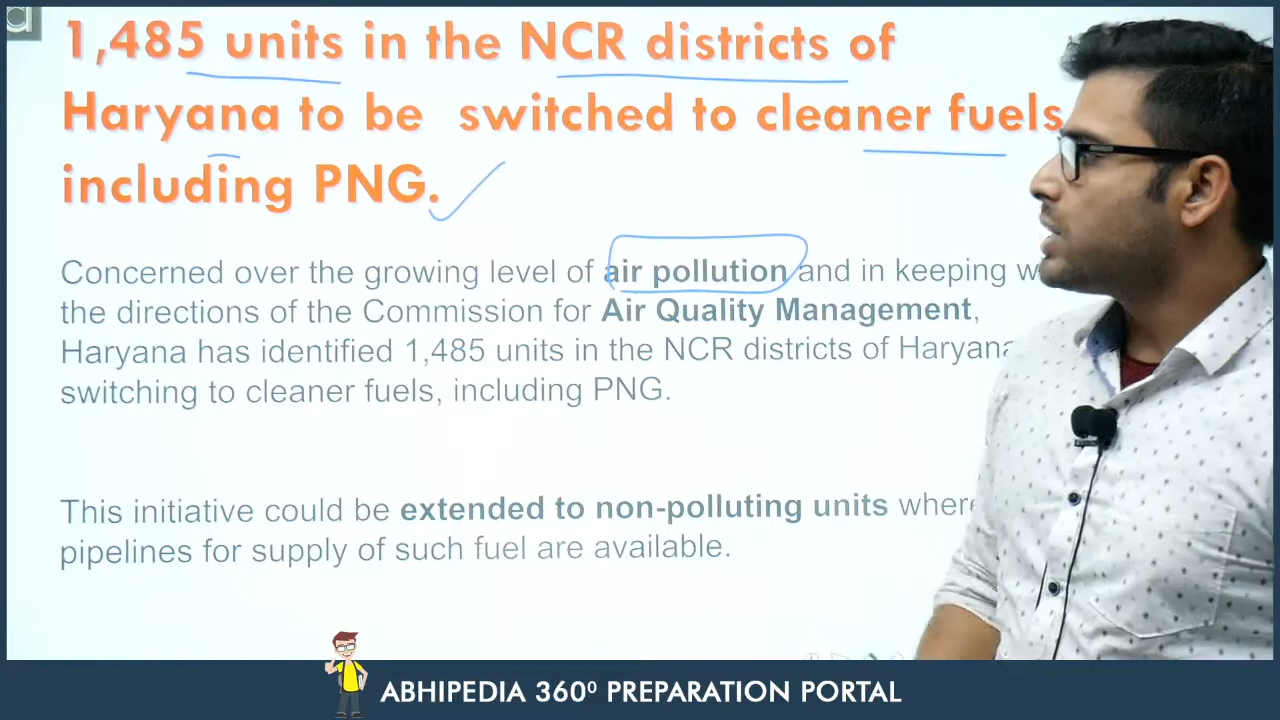 d
1,485 units in the NCR districts of
Haryana to be switched to cleaner fuels
including PNG.
Concerned over the growing level of air pollution and in keeping
the directions of the Commission for Air Quality Management,
Haryana has identified 1,485 units in the NCR districts of Haryana
switching to cleaner fuels, including PNG.
This initiative could be extended to non-polluting units where
pipelines for supply of such fuel are available.
ABHIPEDIA 360⁰ PREPARATION PORTAL